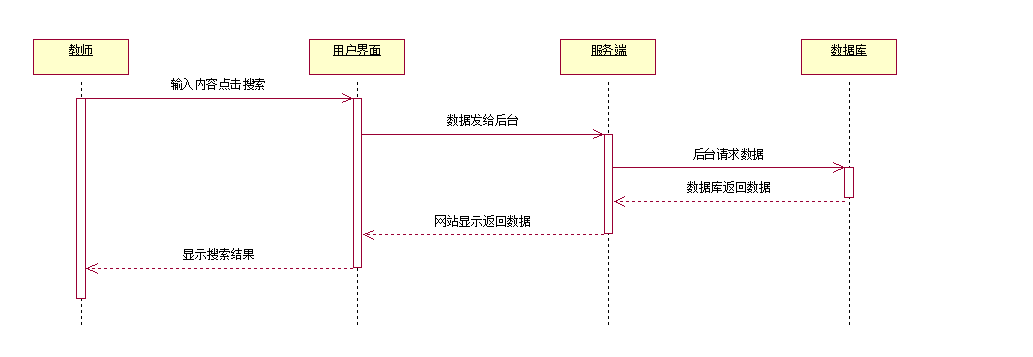 教师
用户界面
服务端
数据库
输入内容点击搜索
数据发给后台
后台请求数据
数据库返回数据
网站显示返回数据
显示搜索结果